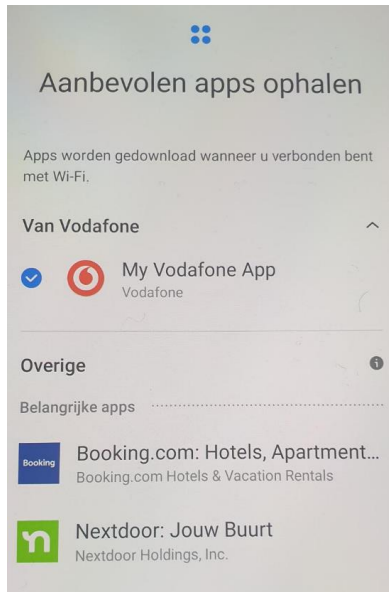 Aanbevolen apps ophalen
Apps worden gedownload wanneer u verbonden bent
met Wi-Fi.
Van Vodafone
My Vodafone App
Vodafone
Overige
Belangrijke apps
Booking
Booking.com: Hotels, Apartment...
Booking.com Hotels & Vacation Rentals
Nextdoor: Jouw Buurt
Nextdoor Holdings, Inc.